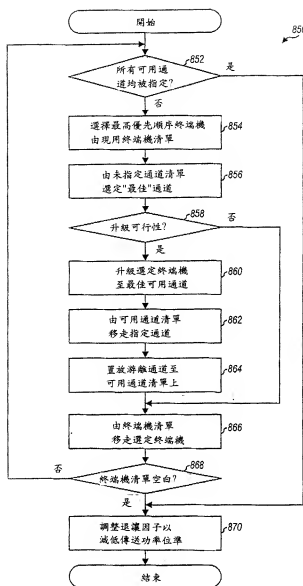 開始
850
852
所有可用通
道均被指定?
是
否
854
選擇最高優先順序終端機
由現用終端機清單
856
由未指定通道清單
選定"最佳"通道
858
升級可行性?
否
是
860
升級選定終端機
至最佳可用通道
862
由可用通道清單
移走指定通道
864
置放游離通道至
可用通道清單上
866
由終端機清單
移走選定終端機
868
否
終端機清單空白?
是
870
調整退讓因子以
減低傳送功率位準
結束